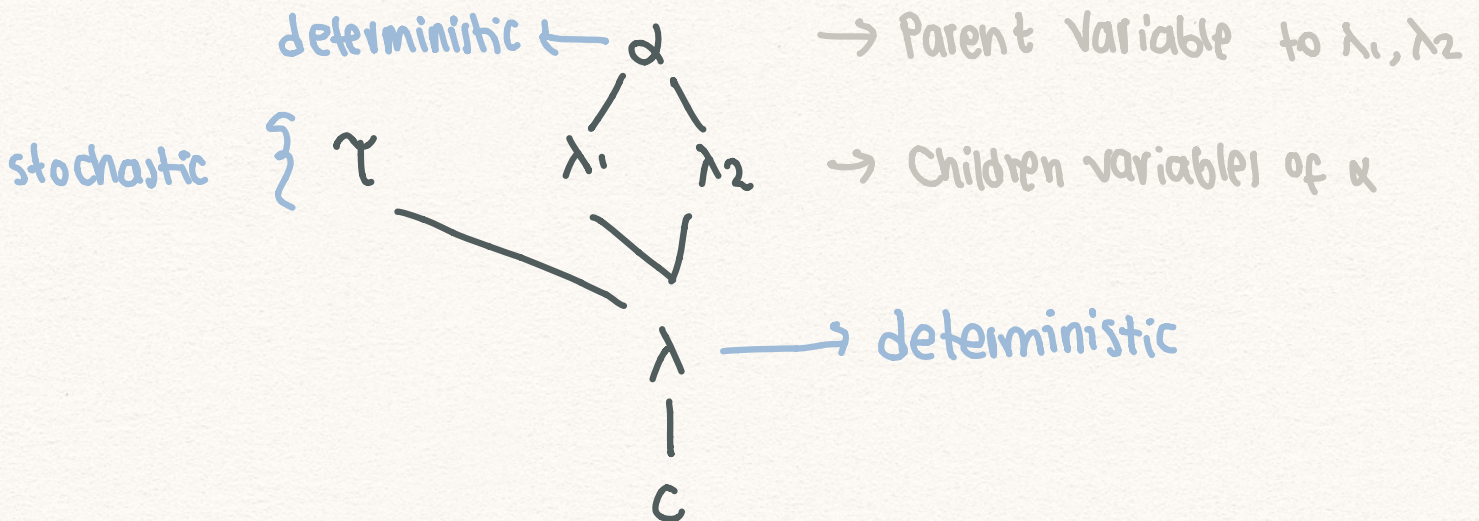 deterministic ← α → Parent variable to λ1, λ2
stochastic { τ λ1 λ2 → Children variables of α
λ → deterministic
C